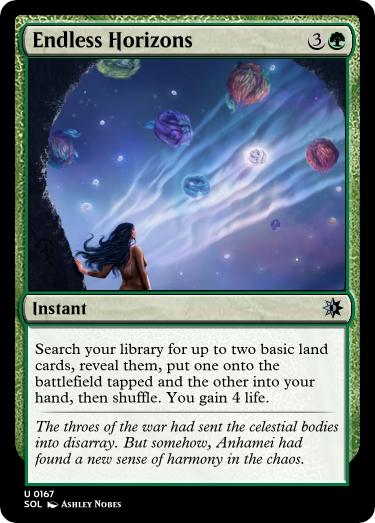 Endless Horizons 3
Instant
Search your library for up to two basic land
cards, reveal them, put one onto the
battlefield tapped and the other into your
hand, then shuffle. You gain 4 life.
The throes of the war had sent the celestial bodies
into disarray. But somehow, Anhamei had
found a new sense of harmony in the chaos.
U 0167
SOL Ashley Nobes